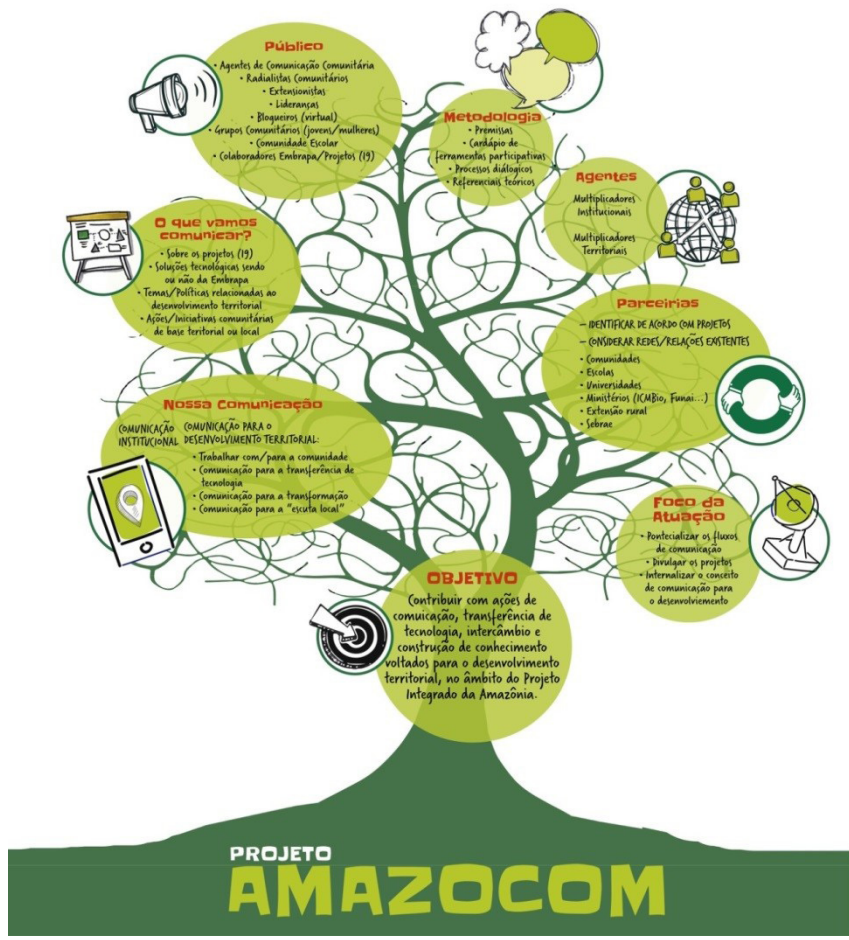 Público
• Agentes de Comunicação Comunitária
• Radialistas Comunitários
• Extensionistas
• Lideranças
• Blogueiros (virtual)
• Grupos Comunitários (jovens/mulheres)
• Comunidade Escolar
• Colaboradores Embrapa/Projetos (19)
Metodologia
• Premissas
• Cardápio de
ferramentas participativas
• Processos dialógicos
• Referenciais teóricos
Agentes
Multiplicadores
Institucionais
Multiplicadores
Territoriais
O que vamos
comunicar?
• Sobre os projetos (19)
• Soluções tecnológicas sendo
ou não da Embrapa
• Temas/Políticas relacionadas ao
desenvolvimento territorial
• Ações/Iniciativas comunitárias
de base teritorial ou local
Parceirias
– IDENTIFICAR DE ACORDO COM PROJETOS
– CONSIDERAR REDES/RELAÇÕES EXISTENTES
• Comunidades
• Escolas
• Universidades
• Ministérios (ICMBio, Funai...)
• Extensão rural
• Sebrae
Nossa Comunicação
COMUNICAÇÃO
INSTITUCIONAL
COMUNICAÇÃO PARA O
DESENVOLVIMENTO TERRITORIAL:
• Trabalhar com/para a comunidade
• Comunicação para a transferência de
tecnologia
• Comunicação para a transformação
• Comunicação para a "escuta local"
Foco da
Atuação
• Pontecializar os fluxos
de comunicação
• Divulgar os projetos
• Internalizar o conceito
de comunicação para
o desenvolviemento
OBJETIVO
Contribuir com ações de
comuicação, transferência de
tecnologia, intercâmbio e
construção de conhecimento
voltados para o desenvolvimento
territorial, no âmbito do Projeto
Integrado da Amazônia.
PROJETO
AMAZOCOM